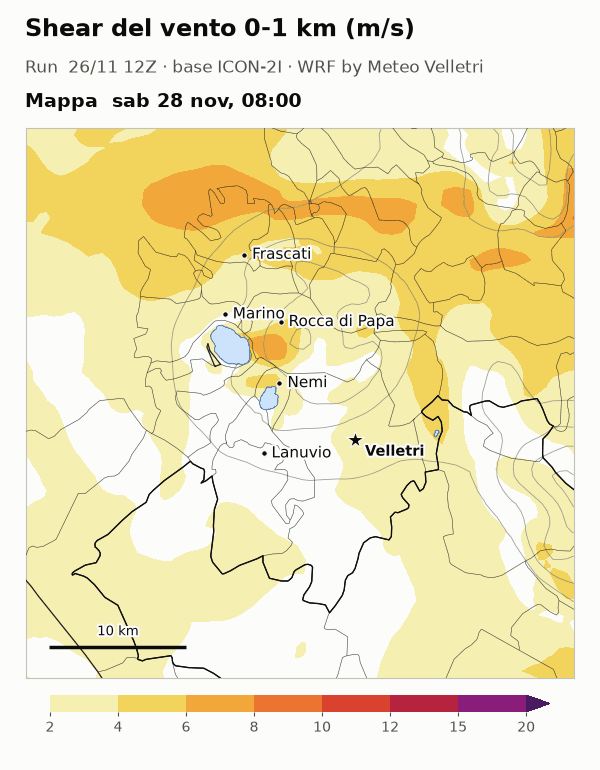 Shear del vento 0-1 km (m/s)
Run  26/11 12Z · base ICON-2I · WRF by Meteo Velletri
Mappa  sab 28 nov, 08:00
Frascati
Marino
Rocca di Papa
Nemi
Velletri
Lanuvio
10 km
2 4 6 8 10 12 15 20